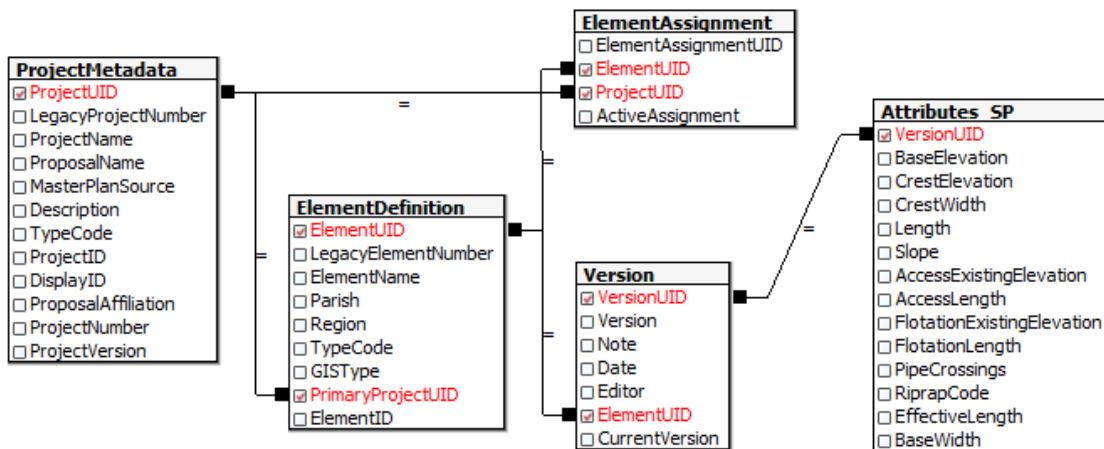 ProjectMetadata
ProjectUID
LegacyProjectNumber
ProjectName
ProposalName
MasterPlanSource
Description
TypeCode
ProjectID
DisplayID
ProposalAffiliation
ProjectNumber
ProjectVersion
=
=
ElementDefinition
ElementUID
LegacyElementNumber
ElementName
Parish
Region
TypeCode
GISType
PrimaryProjectUID
ElementID
ElementAssignment
ElementAssignmentUID
ElementUID
ProjectUID
ActiveAssignment
=
=
Version
VersionUID
Version
Note
Date
Editor
ElementUID
CurrentVersion
=
Attributes_SP
VersionUID
BaseElevation
CrestElevation
CrestWidth
Length
Slope
AccessExistingElevation
AccessLength
FlotationExistingElevation
FlotationLength
PipeCrossings
RiprapCode
EffectiveLength
BaseWidth